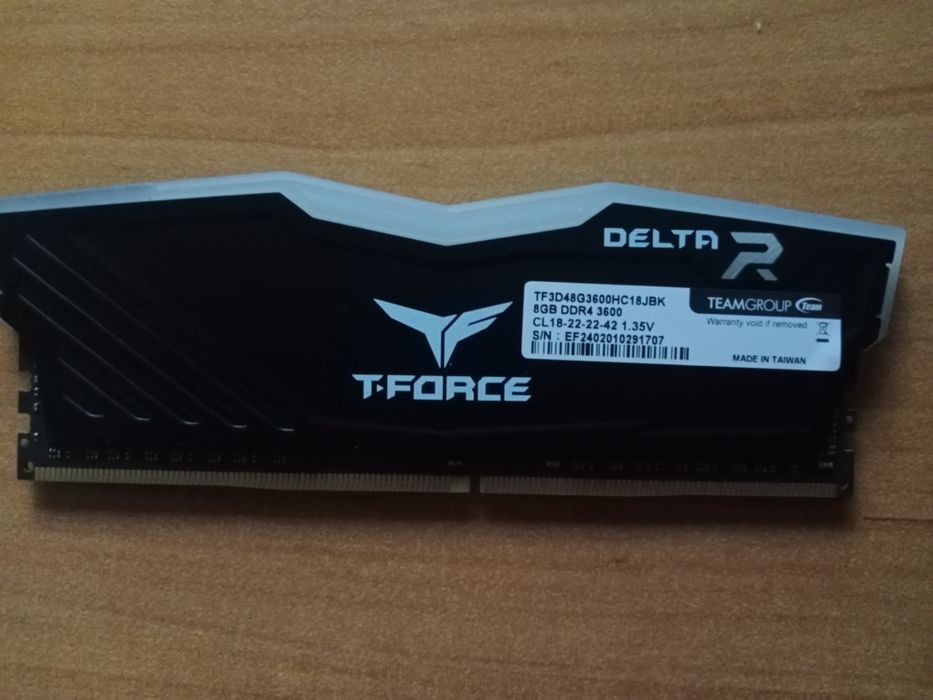 DELTA R
TF3D48G3600HC18JBK
8GB DDR4 3600
CL18-22-22-42 1.35V
S/N : EF2402010291707
TEAMGROUP Team
Warranty void if removed
MADE IN TAIWAN
T-FORCE